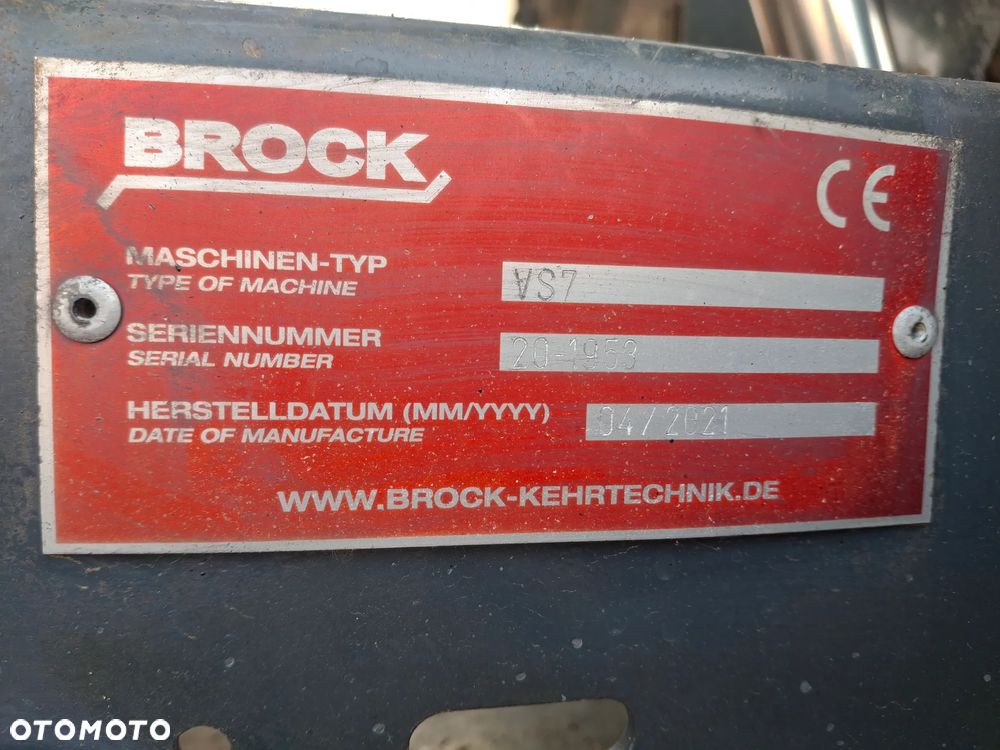 BROCK
CE
MASCHINEN-TYP
TYPE OF MACHINE
VS7
SERIENNUMMER
SERIAL NUMBER
20-1953
HERSTELLDATUM (MM/YYYY)
DATE OF MANUFACTURE
04/2021
WWW.BROCK-KEHRTECHNIK.DE
OTOMOTO